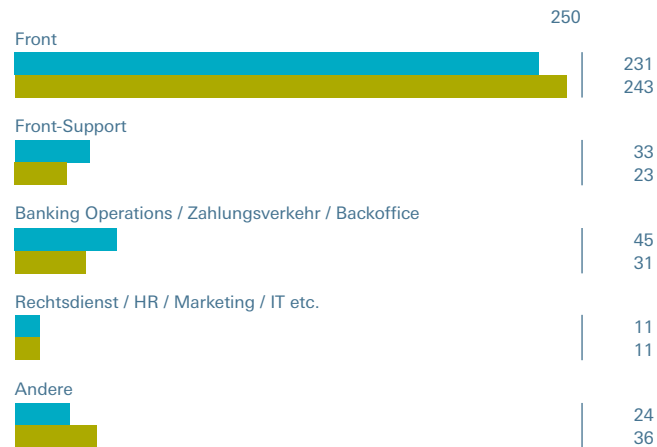 250
Front
231
243
Front-Support
33
23
Banking Operations / Zahlungsverkehr / Backoffice
45
31
Rechtsdienst / HR / Marketing / IT etc.
11
11
Andere
24
36